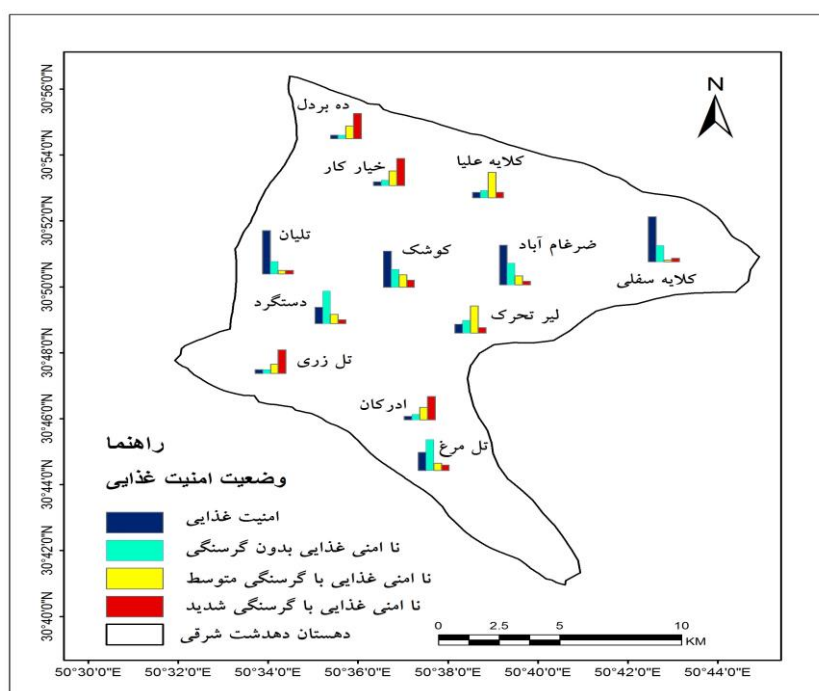 N
ده بردل
خیار کار
کلایه علیا
تلیان
کوشک
ضرغام آباد
کلایه سفلی
دستگرد
لیر تحرک
تل زری
ادرکان
تل مرغ
راهنما
وضعیت امنیت غذایی
امنیت غذایی
نا امنی غذایی بدون گرسنگی
نا امنی غذایی با گرسنگی متوسط
نا امنی غذایی با گرسنگی شدید
دهستان دهدشت شرقی
30°56'0"N
30°54'0"N
30°52'0"N
30°50'0"N
30°48'0"N
30°46'0"N
30°44'0"N
30°42'0"N
30°40'0"N
0 2.5 5 10
KM
50°30'0"E 50°32'0"E 50°34'0"E 50°36'0"E 50°38'0"E 50°40'0"E 50°42'0"E 50°44'0"E